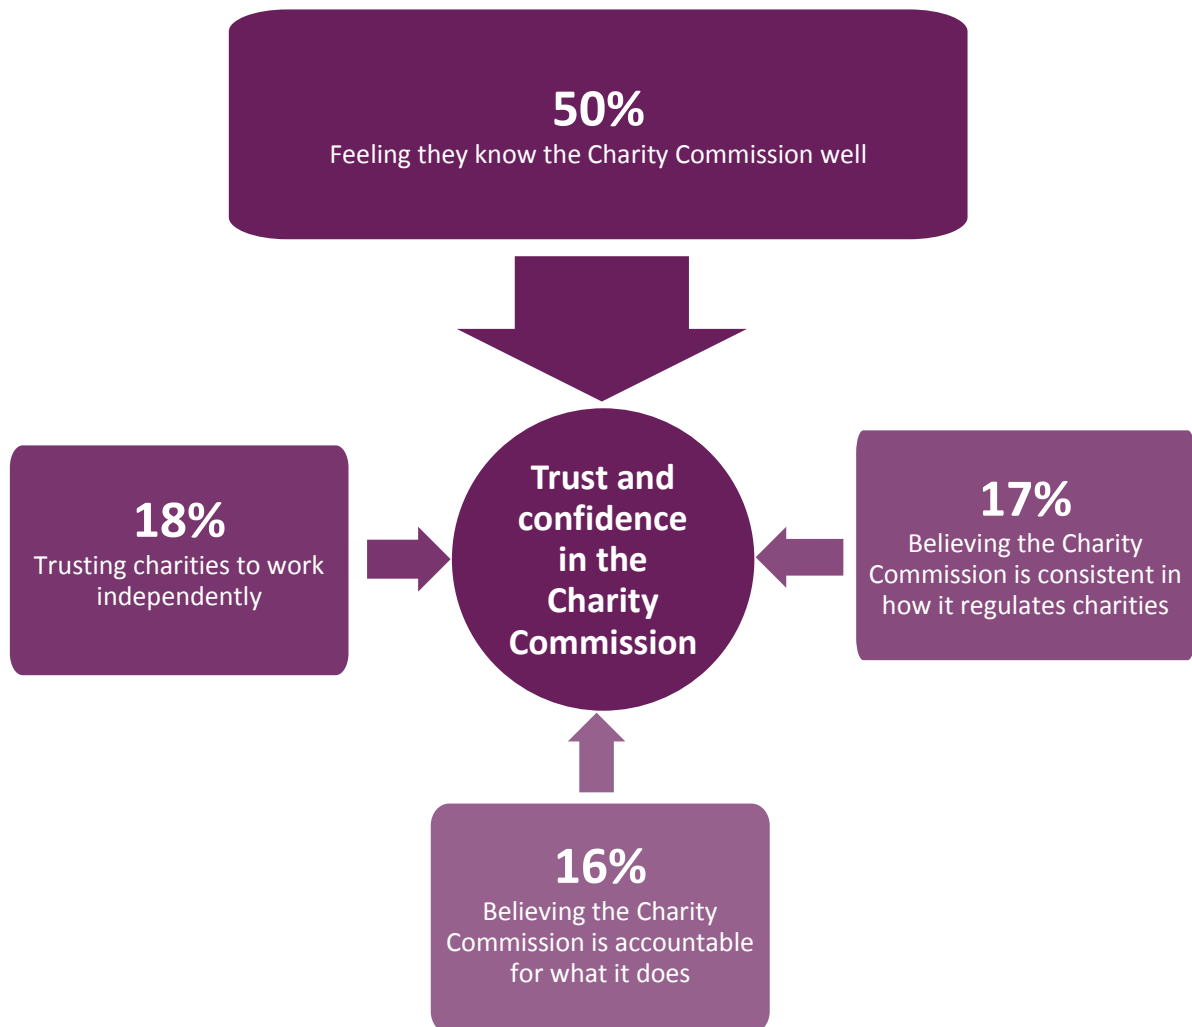 50%
Feeling they know the Charity Commission well
Trust and
confidence
in the
Charity
Commission
18%
Trusting charities to work
independently
17%
Believing the Charity
Commission is consistent in
how it regulates charities
16%
Believing the Charity
Commission is accountable
for what it does